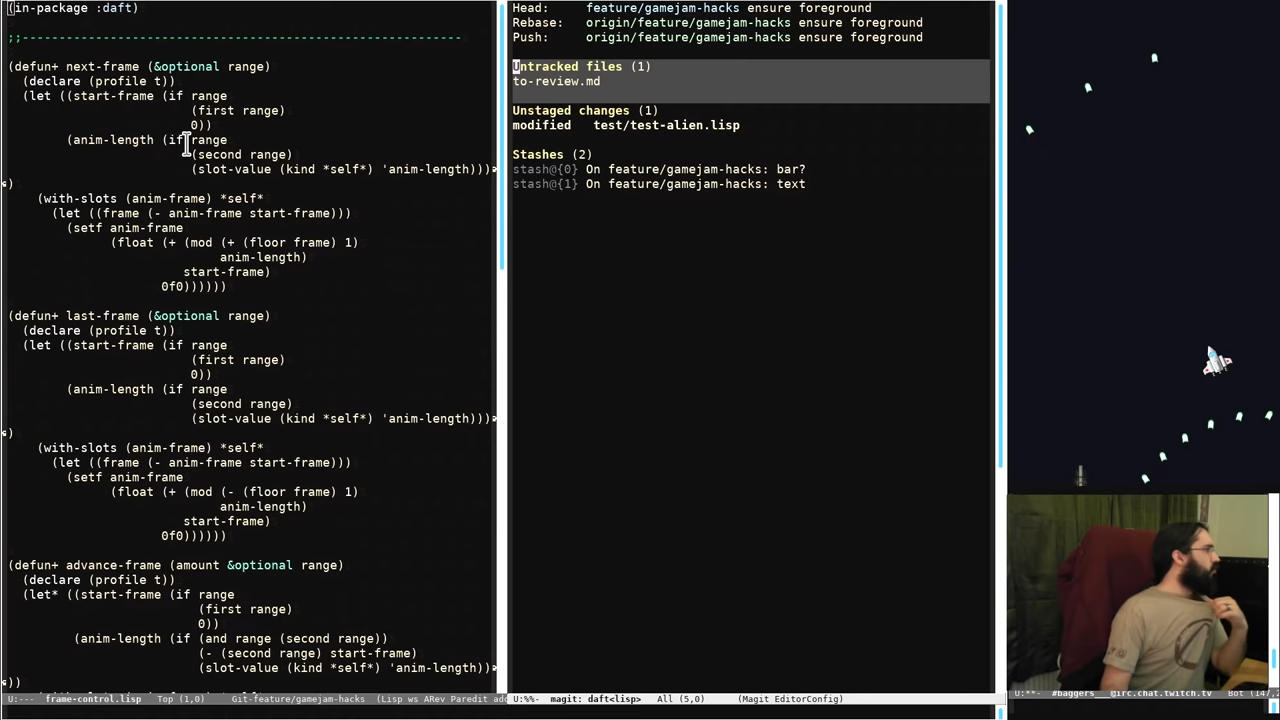 (in-package :daft)
;;------------------------------------------------------------
(defun+ next-frame (&optional range)
(declare (profile t))
(let ((start-frame (if range
(first range)
0))
(anim-length (if range
(second range)
(slot-value (kind *self*) 'anim-length)))
)
(with-slots (anim-frame) *self*
(let ((frame (- anim-frame start-frame)))
(setf anim-frame
(float (+ (mod (+ (floor frame) 1)
anim-length)
start-frame)
0f0))))))
(defun+ last-frame (&optional range)
(declare (profile t))
(let ((start-frame (if range
(first range)
0))
(anim-length (if range
(second range)
(slot-value (kind *self*) 'anim-length)))
)
(with-slots (anim-frame) *self*
(let ((frame (- anim-frame start-frame)))
(setf anim-frame
(float (+ (mod (- (floor frame) 1)
anim-length)
start-frame)
0f0))))))
(defun+ advance-frame (amount &optional range)
(declare (profile t))
(let* ((start-frame (if range
(first range)
0))
(anim-length (if (and range (second range))
(- (second range) start-frame)
(slot-value (kind *self*) 'anim-length)))
))
U:--- frame-control.lisp Top (1,0) Git-feature/gamejam-hacks (Lisp ws ARev Paredit ad
Head: feature/gamejam-hacks ensure foreground
Rebase: origin/feature/gamejam-hacks ensure foreground
Push: origin/feature/gamejam-hacks ensure foreground
Untracked files (1)
to-review.md
Unstaged changes (1)
modified test/test-alien.lisp
Stashes (2)
stash@{0} On feature/gamejam-hacks: bar?
stash@{1} On feature/gamejam-hacks: text
U:%%- magit: daft<lisp> All (5,0) (Magit EditorConfig)
U:**- #baggers__@irc.chat.twitch.tv Bot (147,2